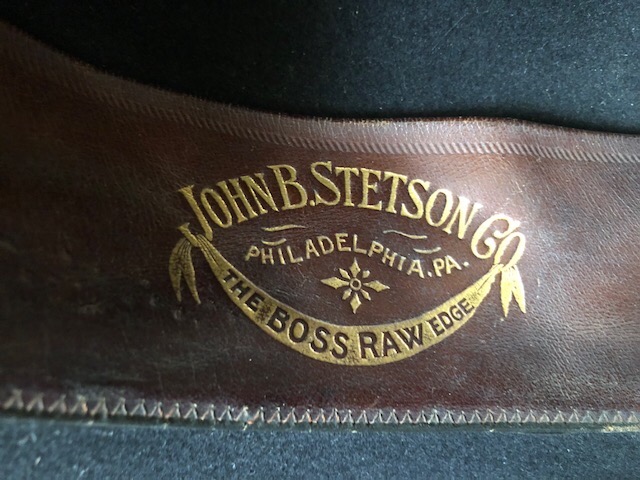 JOHN B. STETSON CO
PHILADELPHIA. PA.
THE BOSS RAW EDGE